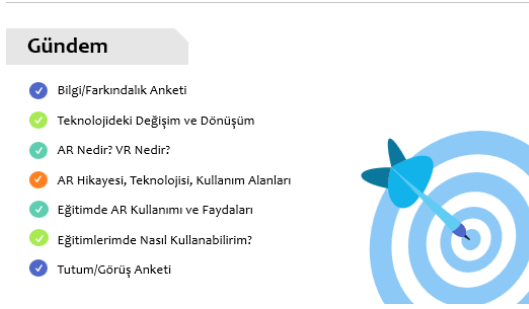 Gündem
Bilgi/Farkındalık Anketi
Teknolojideki Değişim ve Dönüşüm
AR Nedir? VR Nedir?
AR Hikayesi, Teknolojisi, Kullanım Alanları
Eğitimde AR Kullanımı ve Faydaları
Eğitimlerimde Nasıl Kullanabilirim?
Tutum/Görüş Anketi